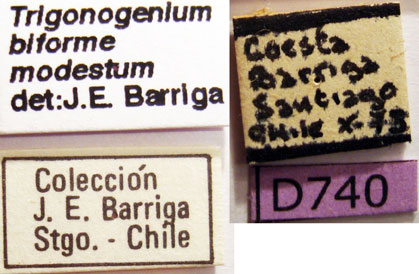 Trigonogenium
biforme
modestum
det:J.E. Barriga
Colección
J. E. Barriga
Stgo. - Chile
Cuesta
Barriga
Santiago
Chile X-73
D740